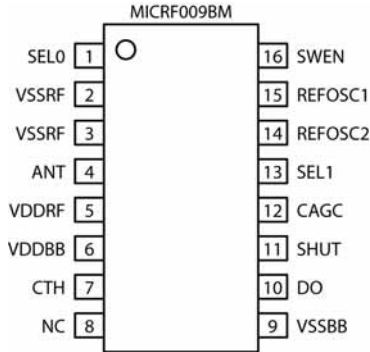 MICRF009BM
SEL0 1 16 SWEN
VSSRF 2 15 REFOSC1
VSSRF 3 14 REFOSC2
ANT 4 13 SEL1
VDDRF 5 12 CAGC
VDDBB 6 11 SHUT
CTH 7 10 DO
NC 8 9 VSSBB